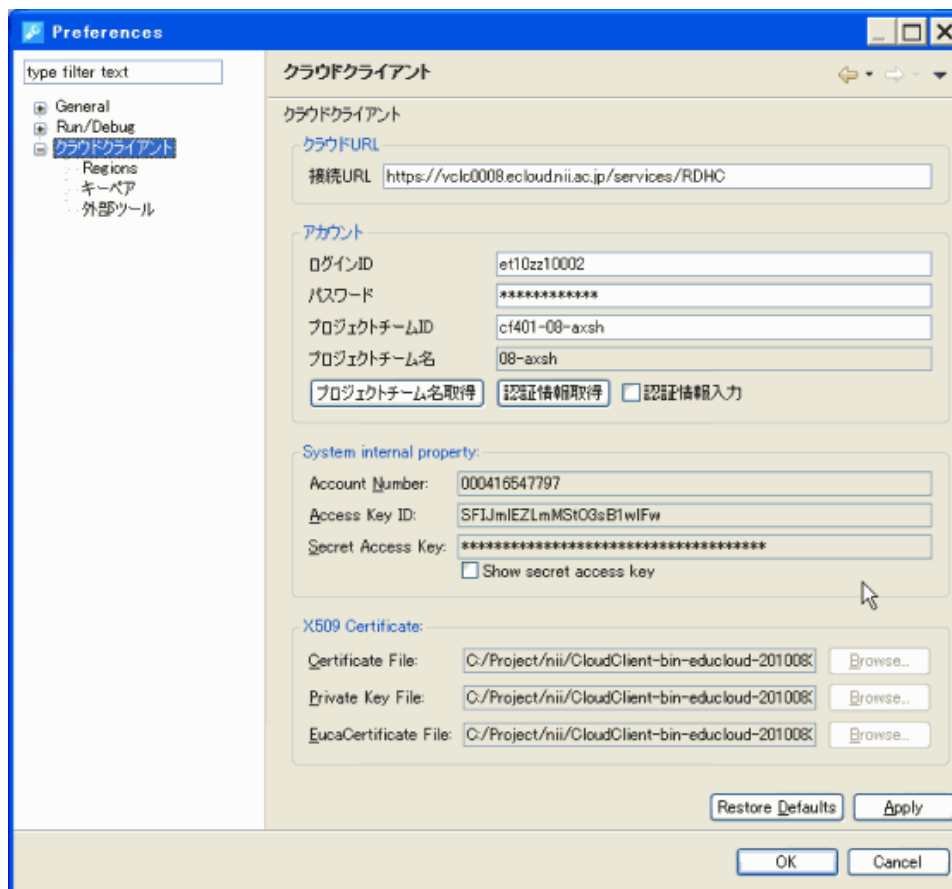 Preferences
type filter text
General
Run/Debug
クラウドクライアント
Regions
キーペア
外部ツール
クラウドクライアント
クラウドクライアント
クラウドURL
接続URL https://vclc0008.ecloud.nii.ac.jp/services/RDHC
アカウント
ログインID et10zz10002
パスワード ************
プロジェクトチームID cf401-08-axsh
プロジェクトチーム名 08-axsh
プロジェクトチーム名取得 認証情報取得 認証情報入力
System internal property:
Account Number: 000416547797
Access Key ID: SFIJmIEZLmMStO3sB1wIFw
Secret Access Key: *************************************
Show secret access key
X509 Certificate:
Certificate File: C:/Project/nii/CloudClient-bin-educloud-201008 Browse...
Private Key File: C:/Project/nii/CloudClient-bin-educloud-201008 Browse...
EucaCertificate File: C:/Project/nii/CloudClient-bin-educloud-201008 Browse...
Restore Defaults Apply
OK Cancel